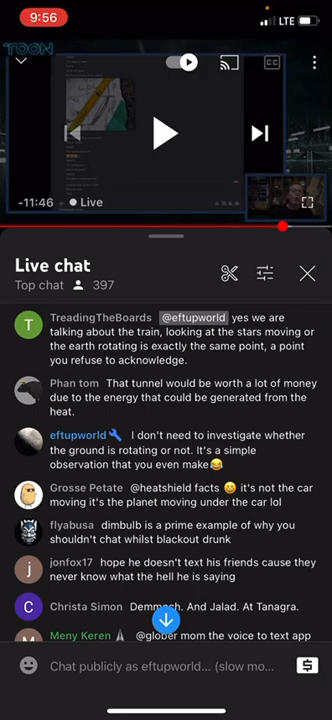 9:56
LTE
TOON
CC
-11:46
Live
Live chat
Top chat 397
T TreadingTheBoards @eftupworld yes we are
talking about the train, looking at the stars moving or
the earth rotating is exactly the same point, a point
you refuse to acknowledge.
Phan tom That tunnel would be worth a lot of money
due to the energy that could be generated from the
heat.
eftupworld I don't need to investigate whether
the ground is rotating or not. It's a simple
observation that you even make😂
Grosse Petate @heatshield facts 😀 it's not the car
moving it's the planet moving under the car lol
flyabusa dimbulb is a prime example of why you
shouldn't chat whilst blackout drunk
j jonfox17 hope he doesn't text his friends cause they
never know what the hell he is saying
C Christa Simon Demmech. And Jalad. At Tanagra.
M Meny Keren @glober mom the voice to text app
Chat publicly as eftupworld... (slow mo...
$